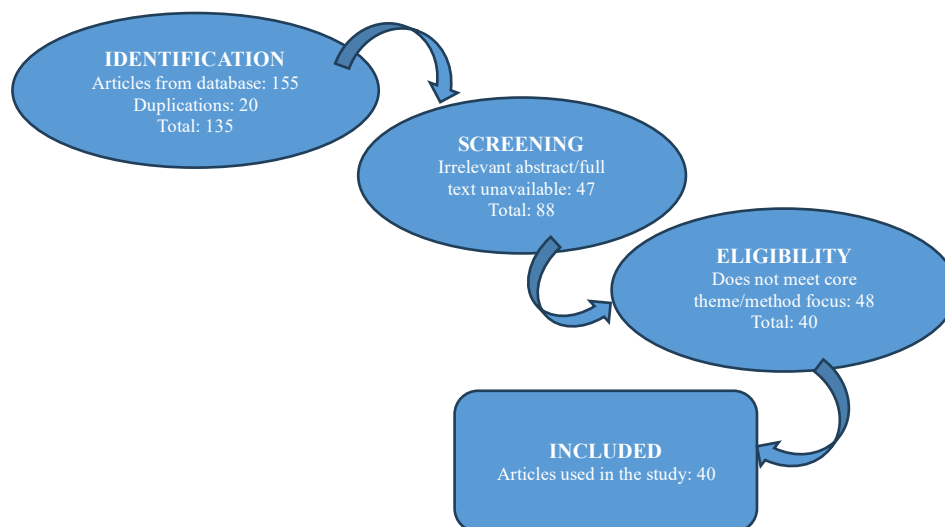 IDENTIFICATION
Articles from database: 155
Duplications: 20
Total: 135
SCREENING
Irrelevant abstract/full
text unavailable: 47
Total: 88
ELIGIBILITY
Does not meet core
theme/method focus: 48
Total: 40
INCLUDED
Articles used in the study: 40